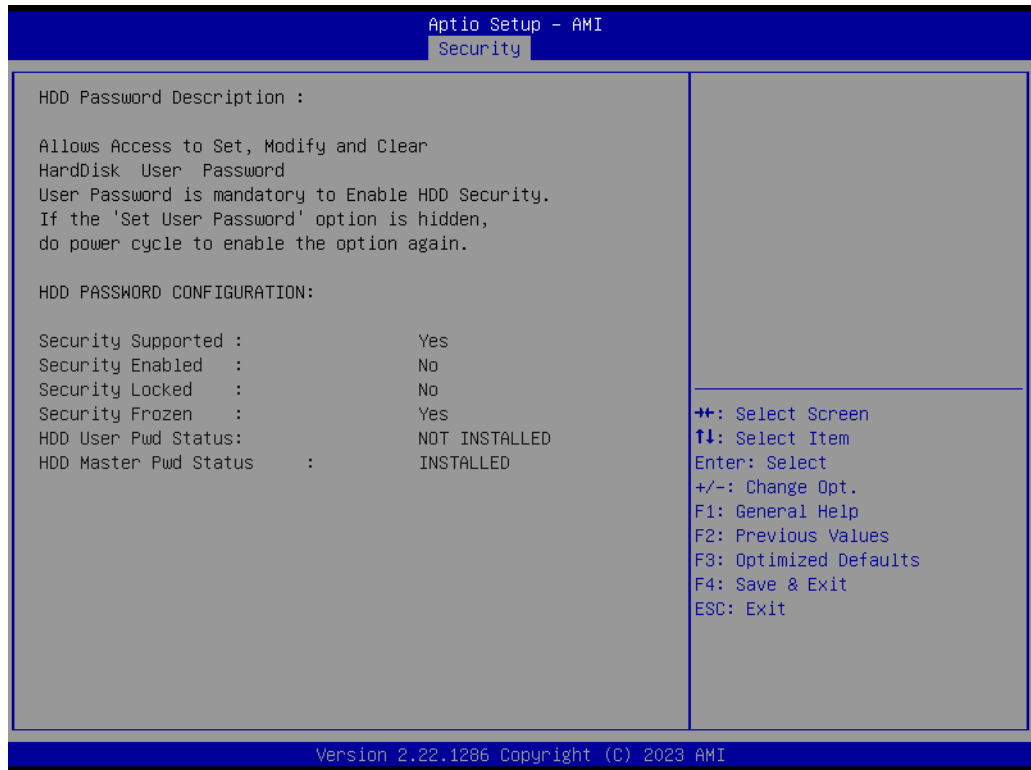 Aptio Setup – AMI
Security
HDD Password Description :
Allows Access to Set, Modify and Clear
HardDisk User Password
User Password is mandatory to Enable HDD Security.
If the 'Set User Password' option is hidden,
do power cycle to enable the option again.
HDD PASSWORD CONFIGURATION:
Security Supported : Yes
Security Enabled : No
Security Locked : No
Security Frozen : Yes
HDD User Pwd Status: NOT INSTALLED
HDD Master Pwd Status : INSTALLED
→←: Select Screen
↑↓: Select Item
Enter: Select
+/-: Change Opt.
F1: General Help
F2: Previous Values
F3: Optimized Defaults
F4: Save & Exit
ESC: Exit
Version 2.22.1286 Copyright (C) 2023 AMI